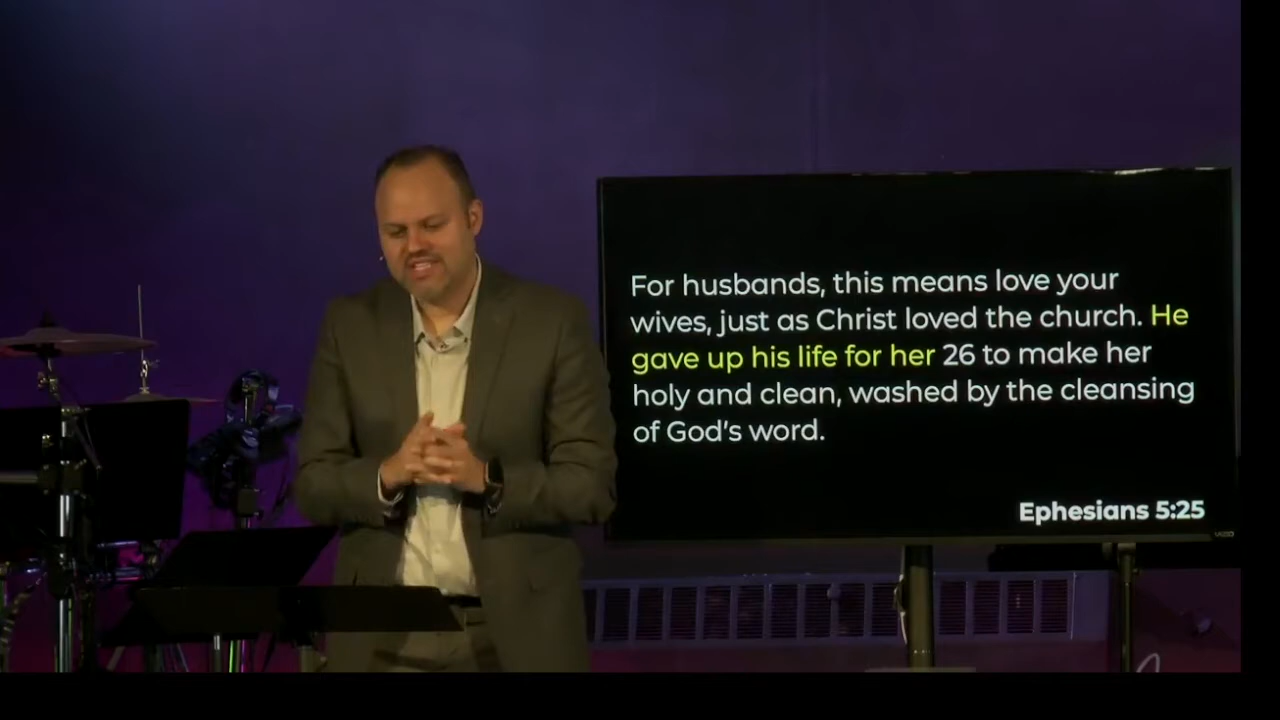 For husbands, this means love your
wives, just as Christ loved the church. He
gave up his life for her 26 to make her
holy and clean, washed by the cleansing
of God's word.
Ephesians 5:25
VIZIO